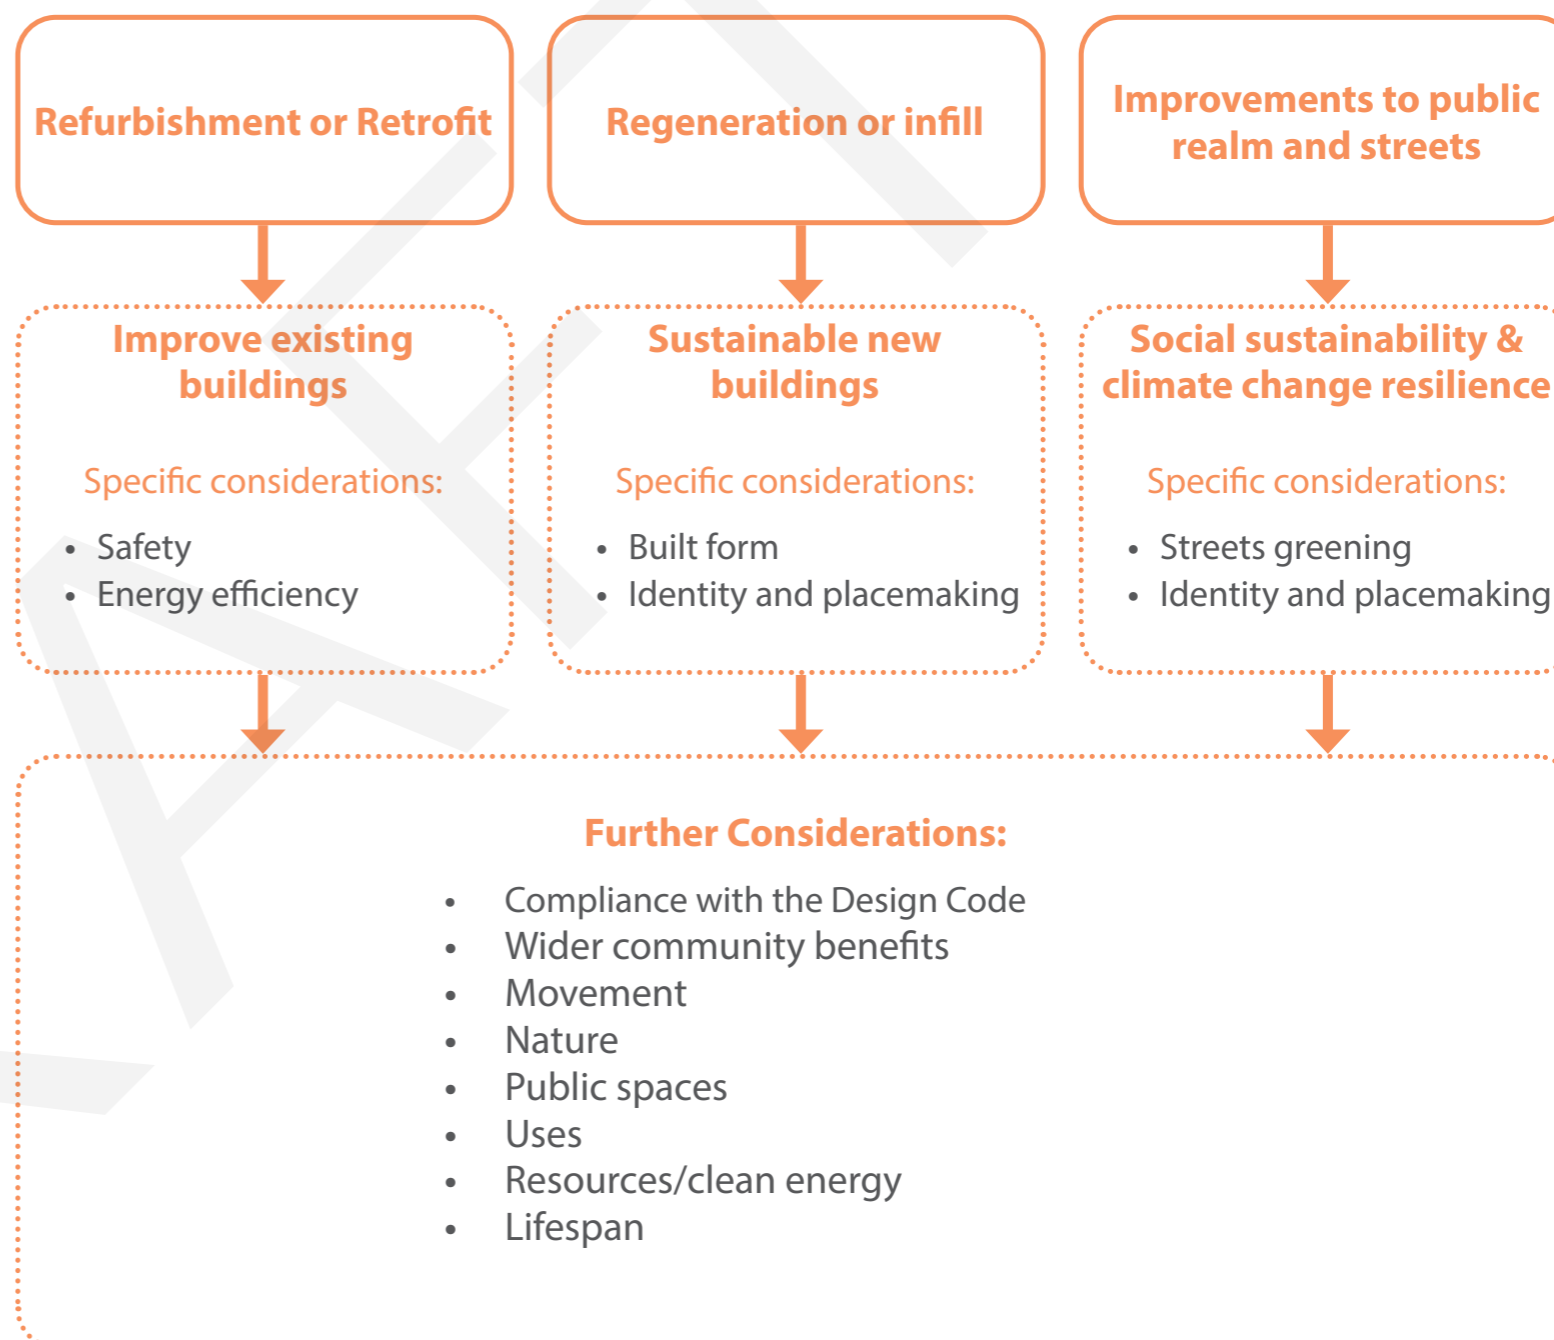 Refurbishment or Retrofit
Regeneration or infill
Improvements to public
realm and streets
Improve existing
buildings
Specific considerations:
• Safety
• Energy efficiency
Sustainable new
buildings
Specific considerations:
• Built form
• Identity and placemaking
Social sustainability &
climate change resilience
Specific considerations:
• Streets greening
• Identity and placemaking
Further Considerations:
• Compliance with the Design Code
• Wider community benefits
• Movement
• Nature
• Public spaces
• Uses
• Resources/clean energy
• Lifespan